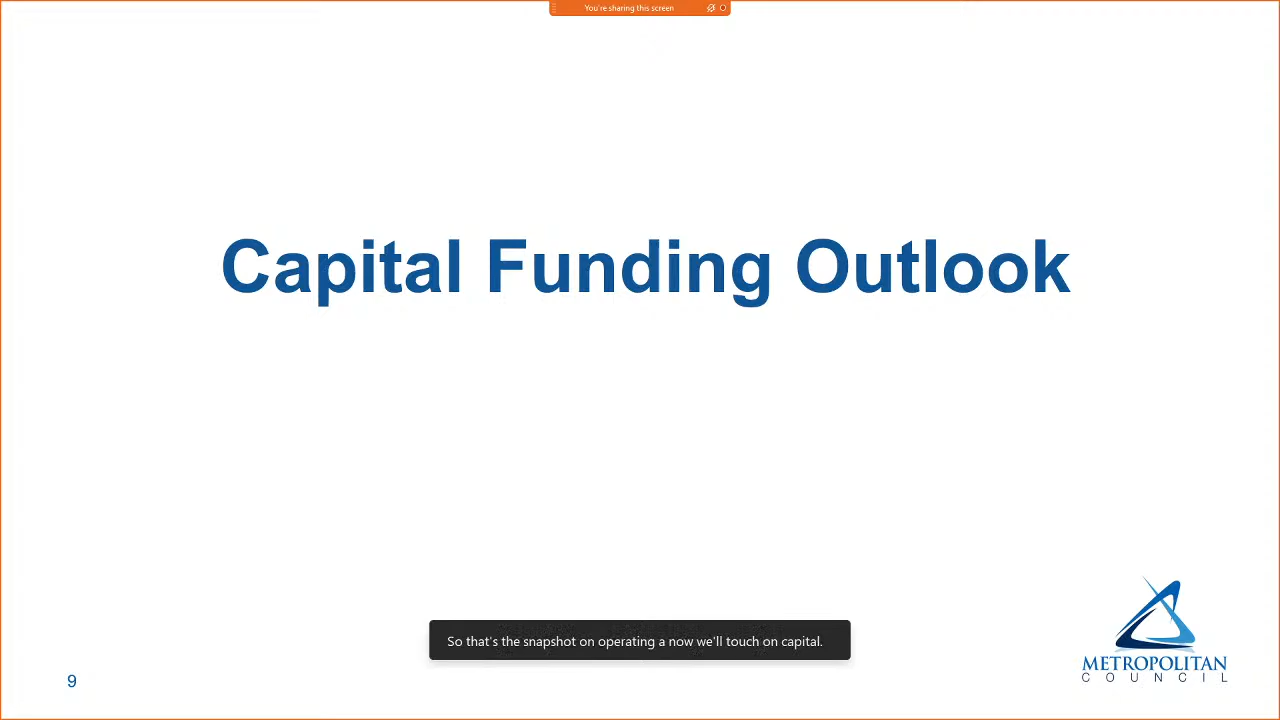 You're sharing this screen
Capital Funding Outlook
So that's the snapshot on operating a now we'll touch on capital.
METROPOLITAN
COUNCIL
9